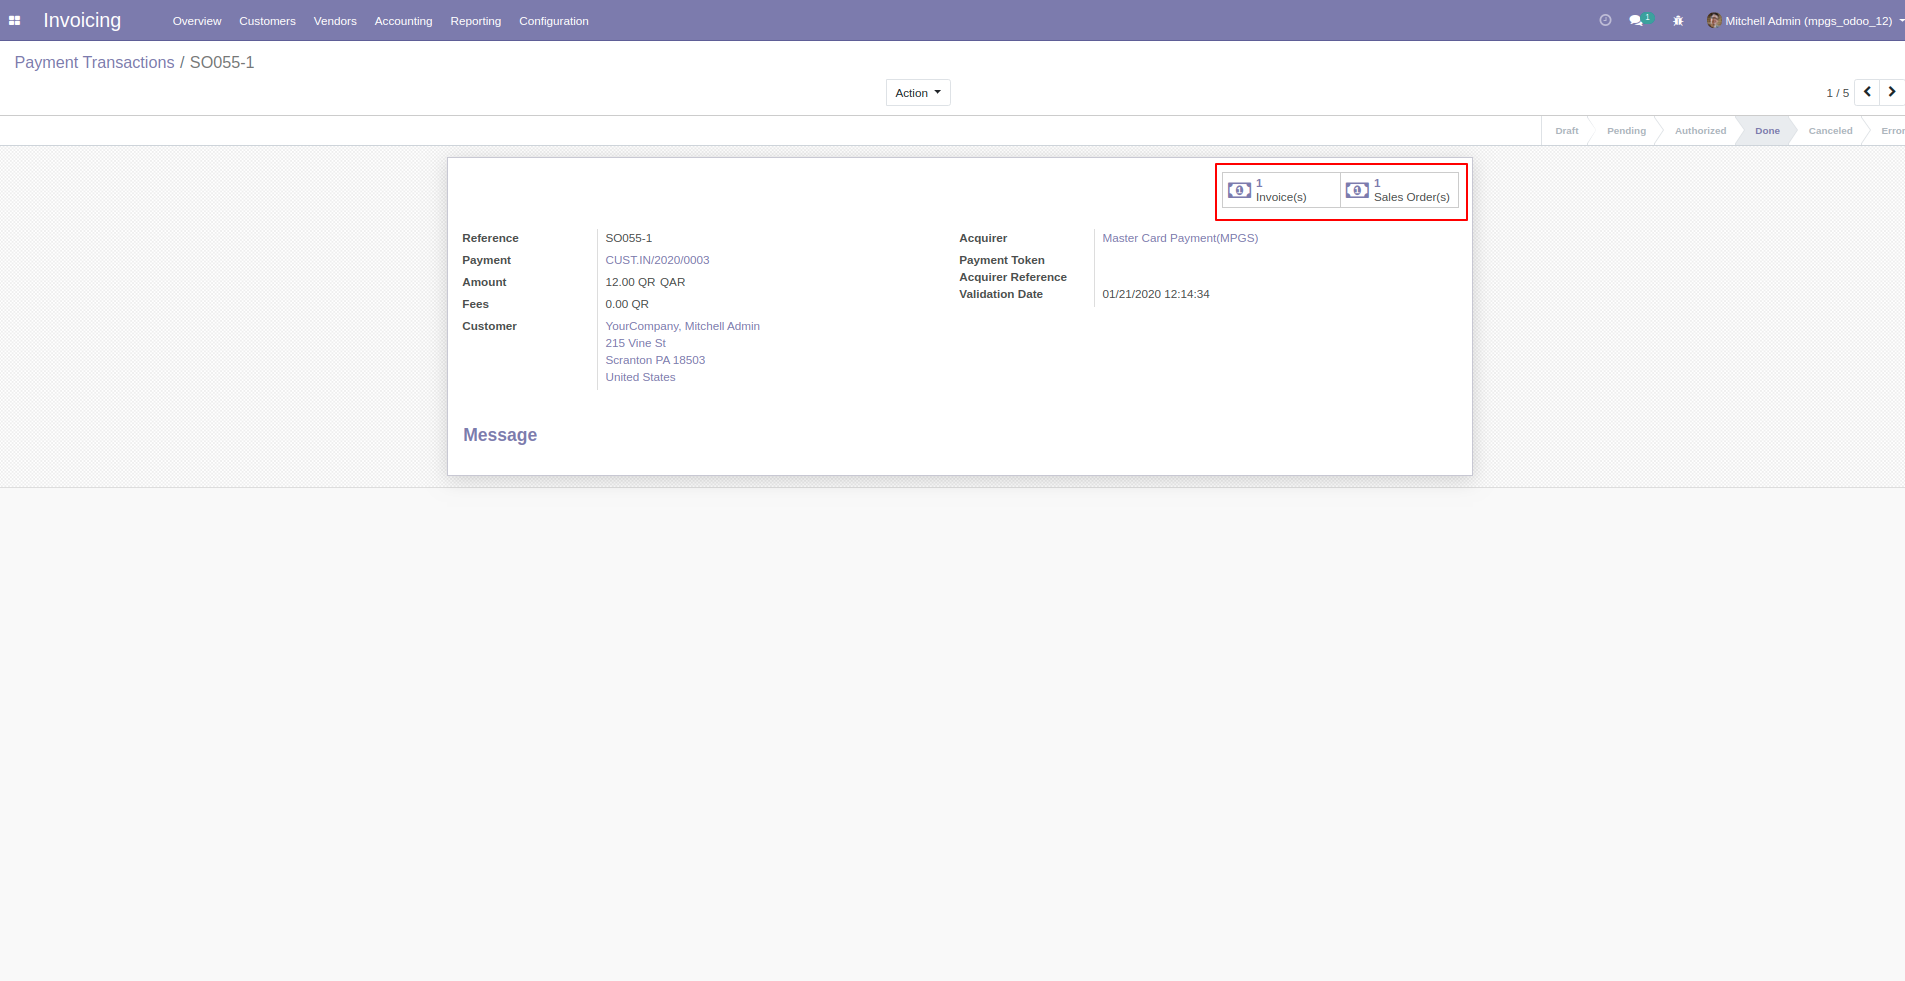 Invoicing Overview Customers Vendors Accounting Reporting Configuration 1 Mitchell Admin (mpgs_odoo_12)
Payment Transactions / SO055-1
Action 1 / 5
Draft Pending Authorized Done Canceled Error
1 Invoice(s)
1 Sales Order(s)
Reference SO055-1
Payment CUST.IN/2020/0003
Amount 12.00 QR QAR
Fees 0.00 QR
Customer YourCompany, Mitchell Admin
215 Vine St
Scranton PA 18503
United States
Acquirer Master Card Payment(MPGS)
Payment Token
Acquirer Reference
Validation Date 01/21/2020 12:14:34
Message